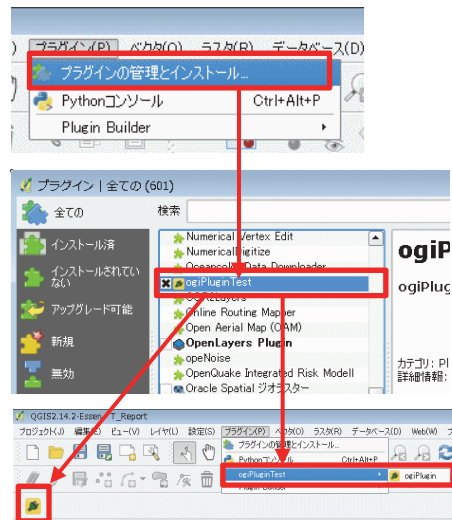 プラグイン(P) ベクタ(O) ラスタ(R) データベース(D)
プラグインの管理とインストール...
Pythonコンソール Ctrl+Alt+P
Plugin Builder
プラグイン | 全ての (601)
全ての
検索
インストール済
インストールされていない
アップグレード可能
新規
無効
Numerical Vertex Edit
NumericalDigitize
Oceancolor Data Downloader
ogiPluginTest
OGR2Layers
Online Routing Mapper
Open Aerial Map (OAM)
OpenLayers Plugin
opeNoise
OpenQuake Integrated Risk Modell
Oracle Spatial ジオラスター
ogiP
ogiPlug
カテゴリ: Pl
詳細情報:
QGIS2.14.2-Essen T_Report
プロジェクト(J) 編集(E) ビュー(V) レイヤ(L) 設定(S) プラグイン(P) ベクタ(O) ラスタ(R) データベース(D) Web(W)
プラグインの管理とインストール...
Pythonコンソール Ctrl+Alt+P
ogiPluginTest
ogiPlugin
Plugin Builder